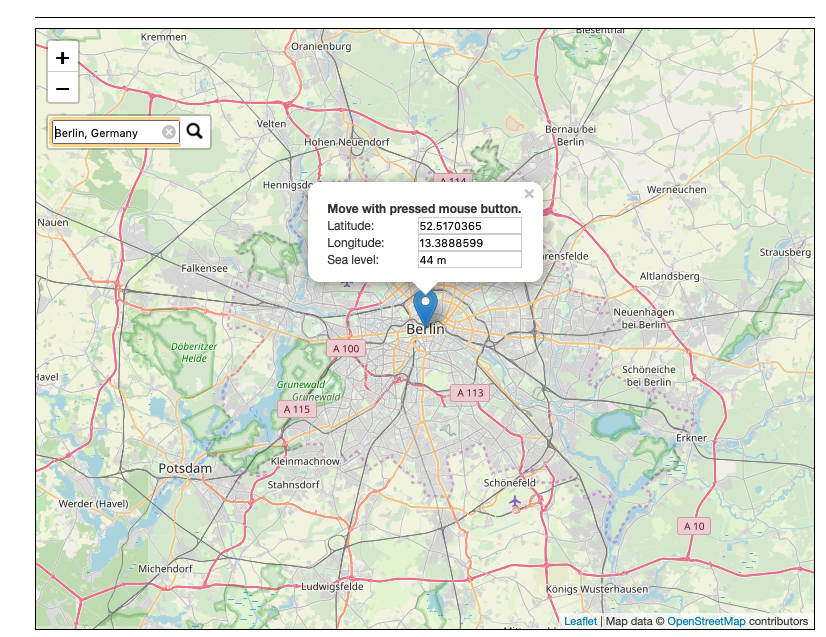 Kremmen
Oranienburg
Biesenthal
+
−
Velten
Berlin, Germany
Bernau bei
Berlin
Hohen Neuendorf
A 114
Werneuchen
Move with pressed mouse button.
Latitude: 52.5170365
Longitude: 13.3888599
Sea level: 44 m
×
Nauen
Strausberg
Falkensee
Altlandsberg
Neuenhagen
bei Berlin
Berlin
Döberitzer
Heide
A 100
Schöneiche
bei Berlin
Grunewald
Grunewald
A 113
A 115
Erkner
Kleinmachnow
Potsdam
Stahnsdorf
Schönefeld
Werder (Havel)
A 10
Michendorf
Ludwigsfelde
Königs Wusterhausen
Leaflet | Map data © OpenStreetMap contributors